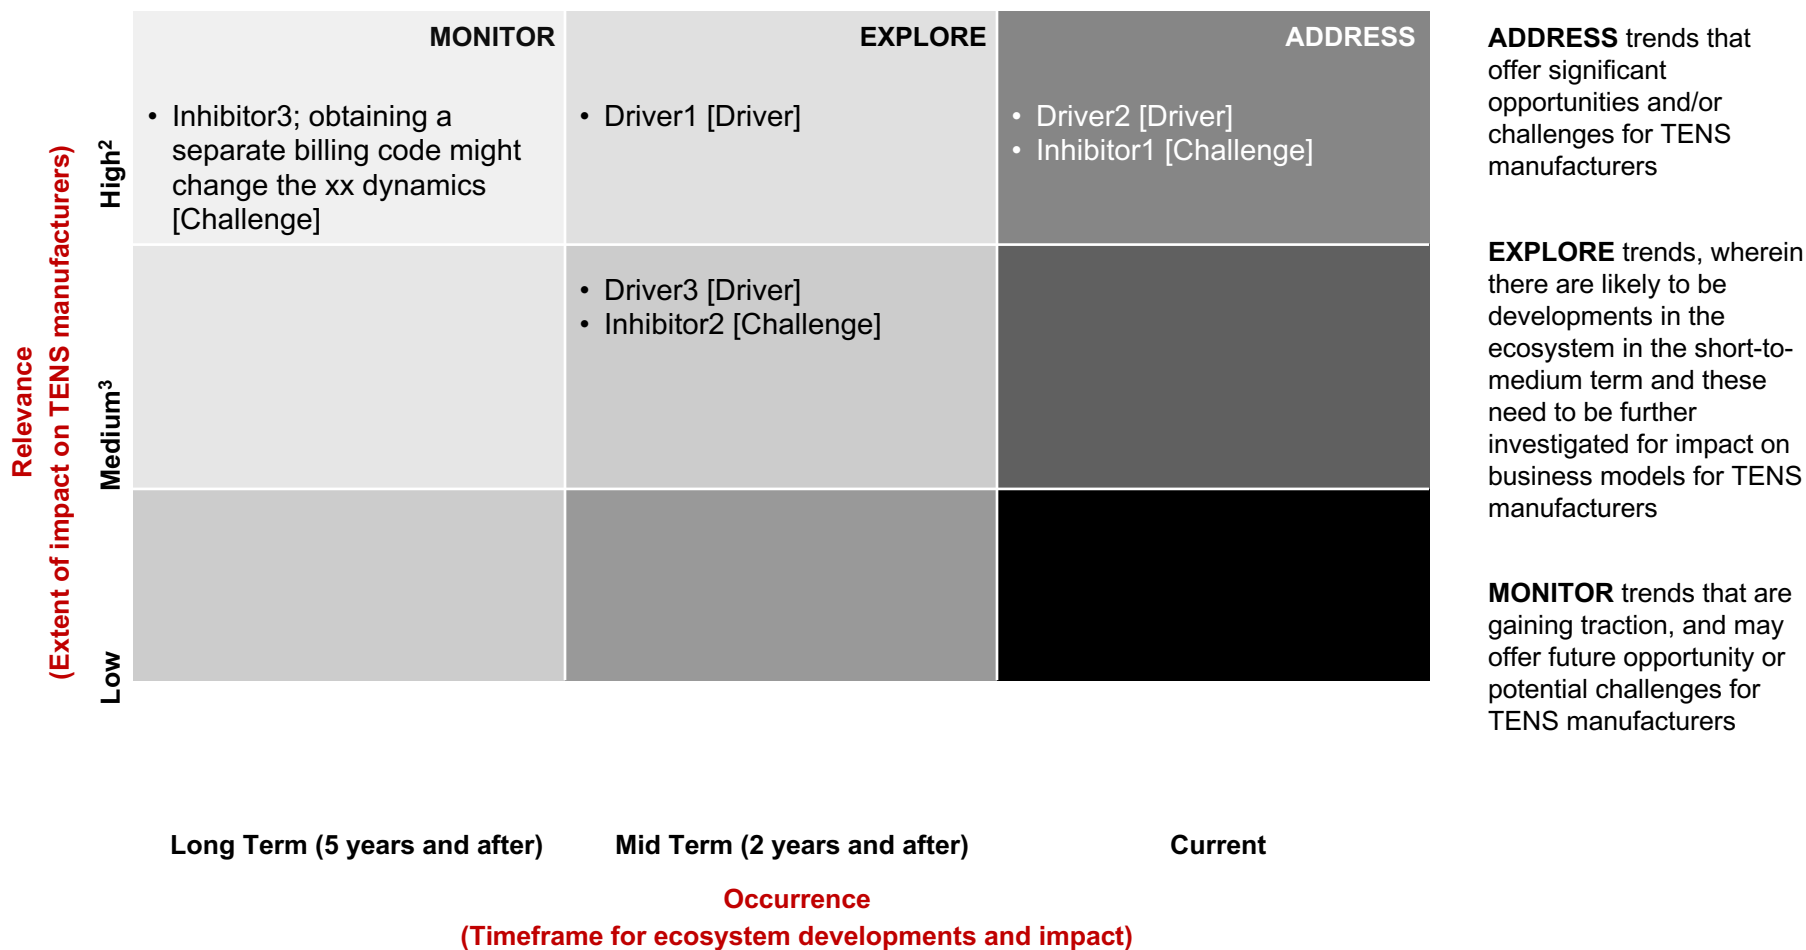 MONITOR
EXPLORE
ADDRESS
• Inhibitor3; obtaining a
separate billing code might
change the xx dynamics
[Challenge]
• Driver1 [Driver]
• Driver2 [Driver]
• Inhibitor1 [Challenge]
• Driver3 [Driver]
• Inhibitor2 [Challenge]
Relevance
(Extent of impact on TENS manufacturers)
High²
Medium³
Low
Long Term (5 years and after)
Mid Term (2 years and after)
Current
Occurrence
(Timeframe for ecosystem developments and impact)
ADDRESS trends that
offer significant
opportunities and/or
challenges for TENS
manufacturers
EXPLORE trends, wherein
there are likely to be
developments in the
ecosystem in the short-to-
medium term and these
need to be further
investigated for impact on
business models for TENS
manufacturers
MONITOR trends that are
gaining traction, and may
offer future opportunity or
potential challenges for
TENS manufacturers